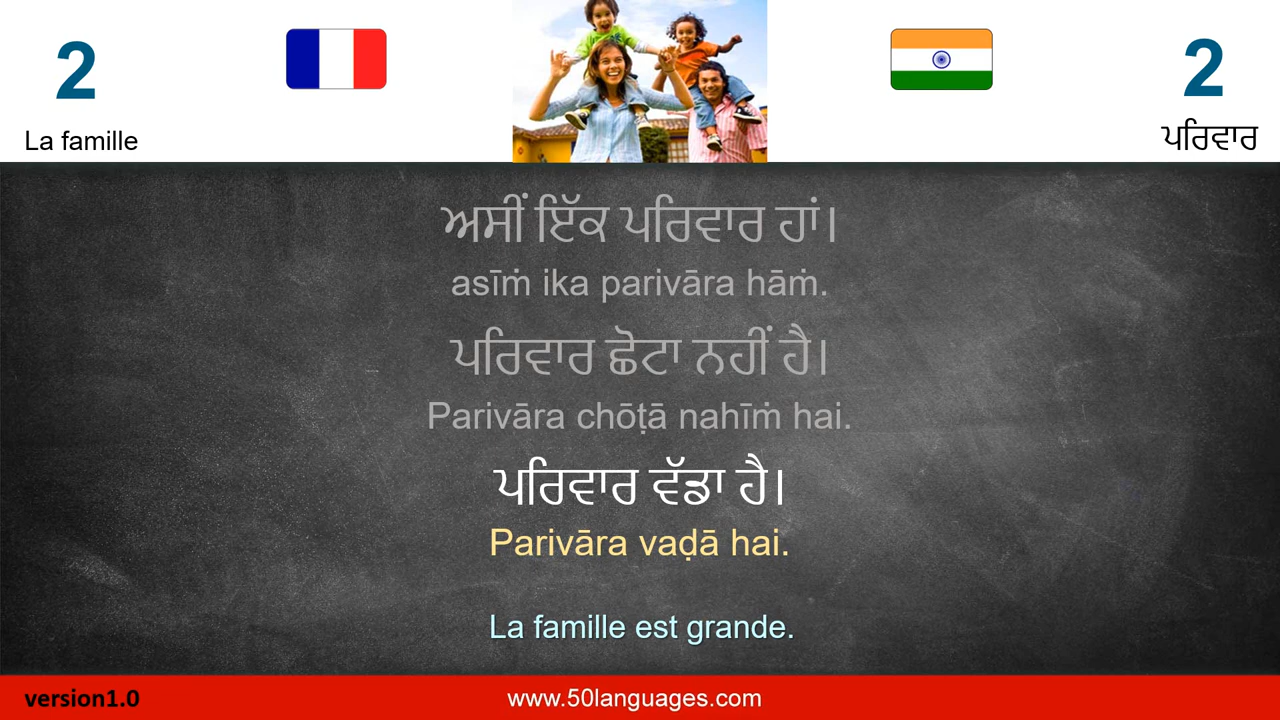 2
La famille
2
ਪਰਿਵਾਰ
ਅਸੀਂ ਇੱਕ ਪਰਿਵਾਰ ਹਾਂ।
asīṁ ika parivāra hāṁ.
ਪਰਿਵਾਰ ਛੋਟਾ ਨਹੀਂ ਹੈ।
Parivāra chōṭā nahīṁ hai.
ਪਰਿਵਾਰ ਵੱਡਾ ਹੈ।
Parivāra vaḍā hai.
La famille est grande.
version1.0
www.50languages.com